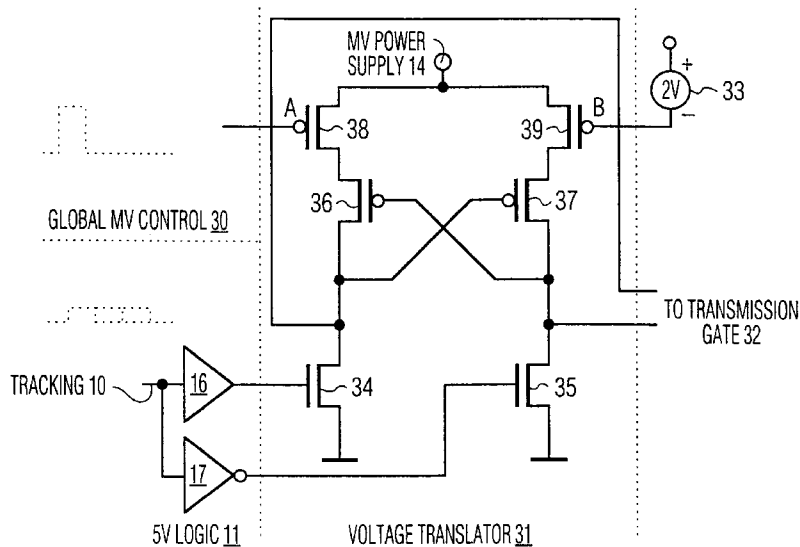 MV POWER
SUPPLY 14
A
38
39
B
+
2V
33
−
36
37
GLOBAL MV CONTROL 30
TO TRANSMISSION
GATE 32
TRACKING 10
16
34
35
17
5V LOGIC 11
VOLTAGE TRANSLATOR 31